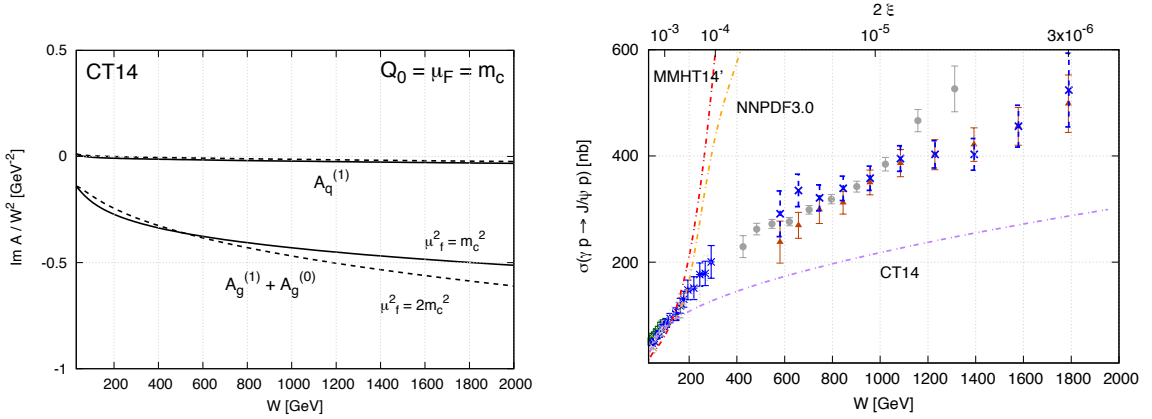 CT14
Q₀ = μF = mc
Im A / W² [GeV⁻²]
0.5
0
-0.5
-1
Aq⁽¹⁾
μ²f = mc²
Ag⁽¹⁾ + Ag⁽⁰⁾
μ²f = 2mc²
200 400 600 800 1000 1200 1400 1600 1800 2000
W [GeV]
2 ξ
10⁻³ 10⁻⁴ 10⁻⁵ 3x10⁻⁶
MMHT14'
NNPDF3.0
CT14
σ(γ p → J/ψ p) [nb]
600
400
200
0
200 400 600 800 1000 1200 1400 1600 1800 2000
W [GeV]